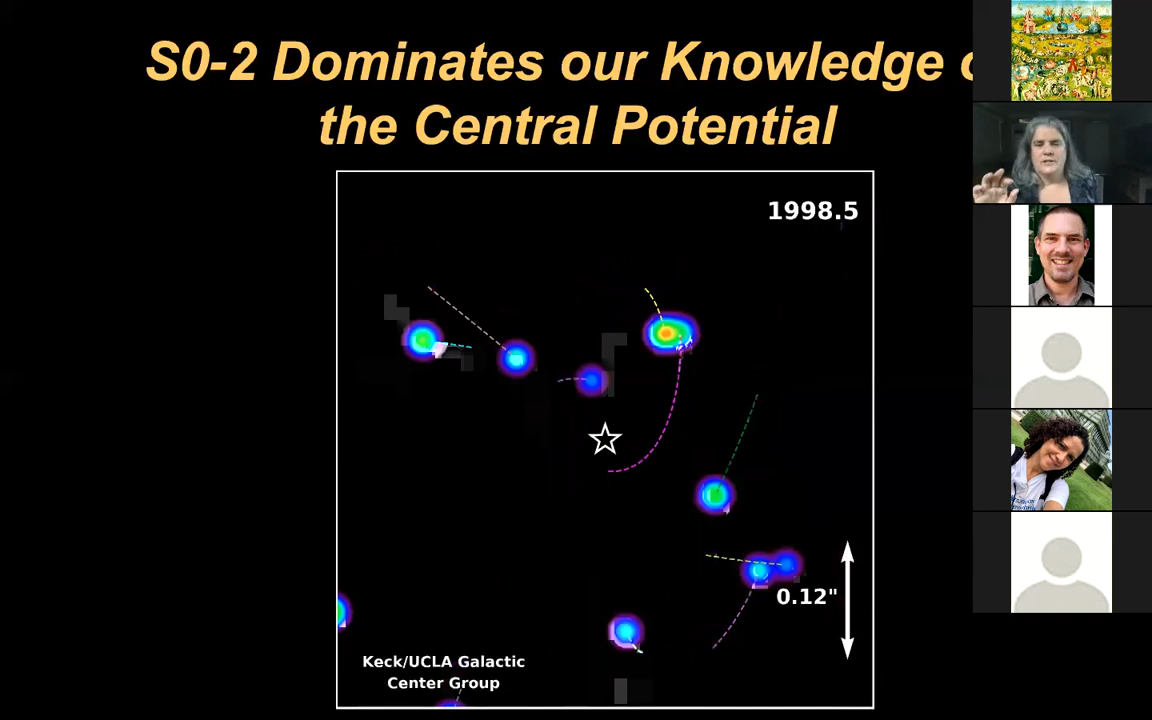 S0-2 Dominates our Knowledge
the Central Potential
1998.5
0.12"
Keck/UCLA Galactic
Center Group